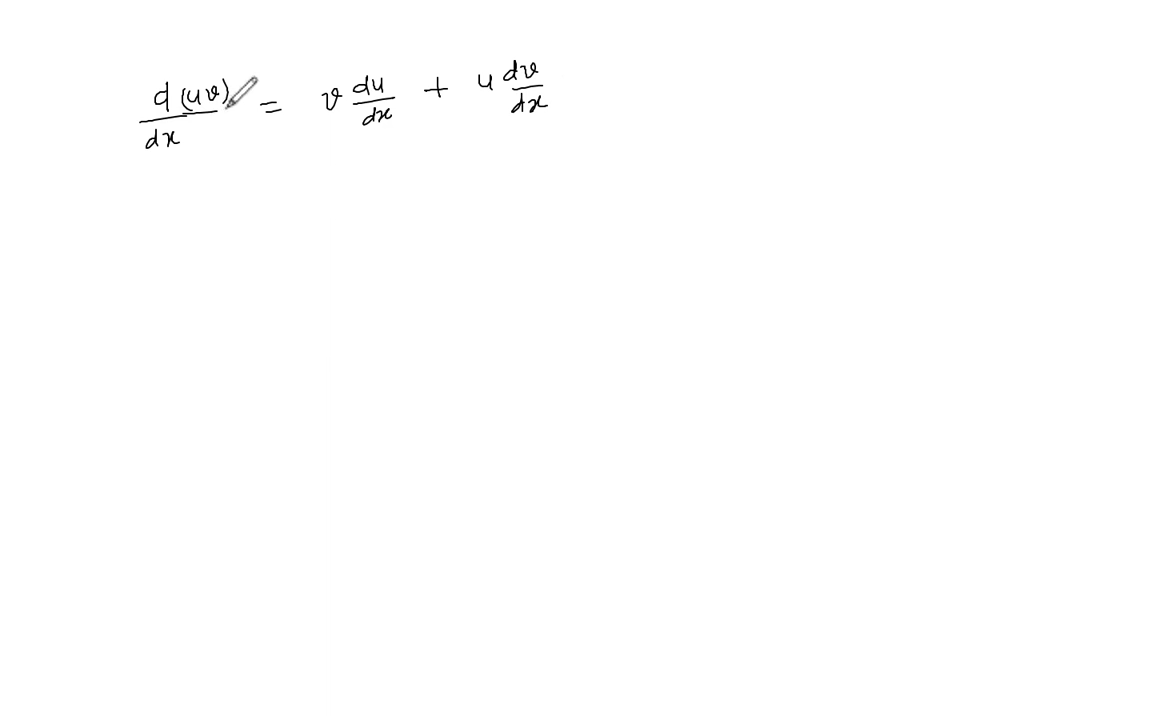 d(uv)/dx = v du/dx + u dv/dx